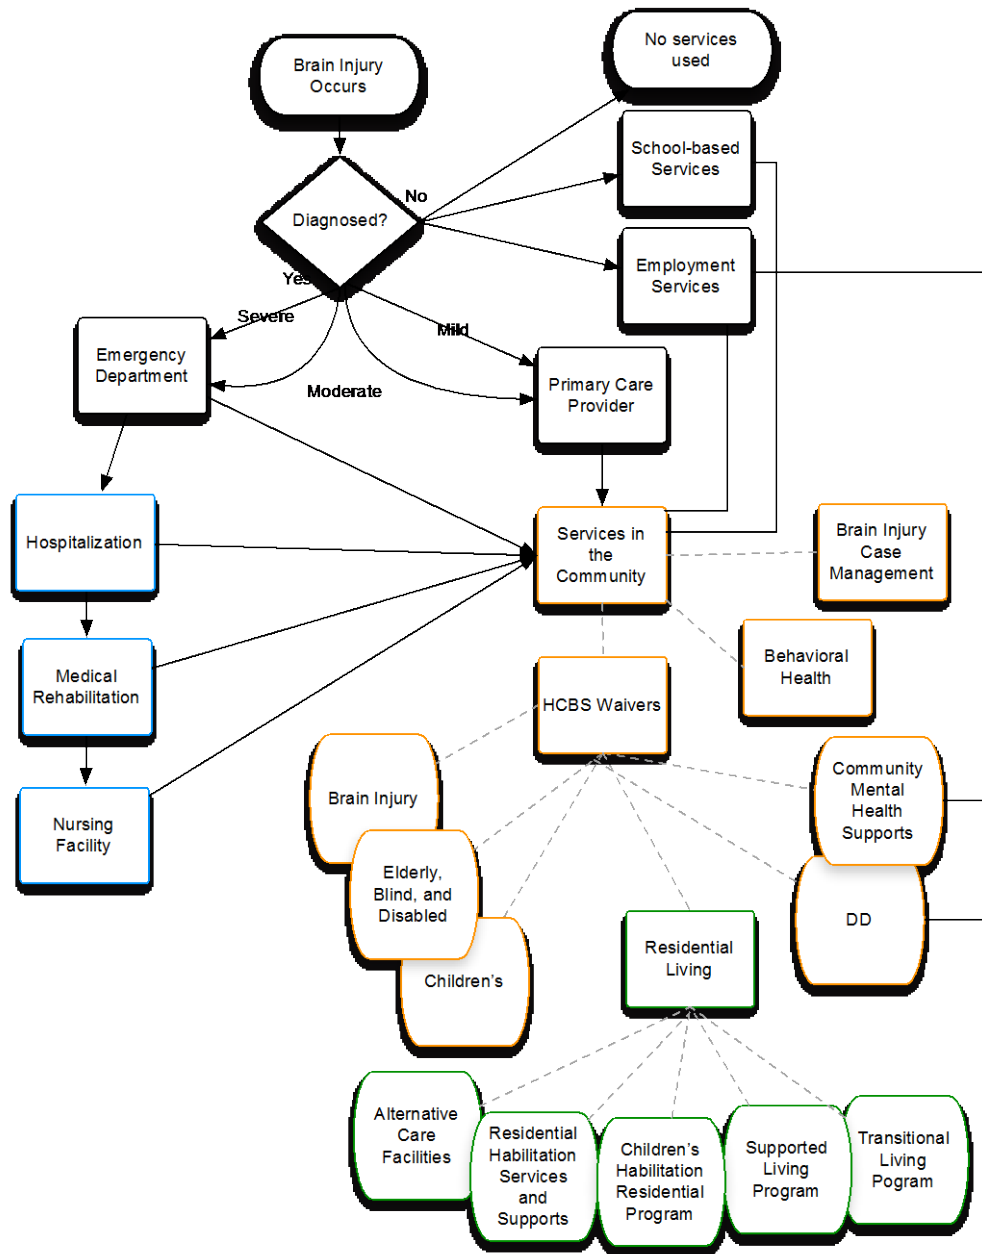 Brain Injury
Occurs
No services
used
School-based
Services
No
Diagnosed?
Employment
Services
Yes
Severe
Mild
Emergency
Department
Moderate
Primary Care
Provider
Hospitalization
Services in
the
Community
Brain Injury
Case
Management
Medical
Rehabilitation
Behavioral
Health
HCBS Waivers
Nursing
Facility
Brain Injury
Community
Mental
Health
Supports
Elderly,
Blind, and
Disabled
DD
Children's
Residential
Living
Alternative
Care
Facilities
Residential
Habilitation
Services
and
Supports
Children's
Habilitation
Residential
Program
Supported
Living
Program
Transitional
Living
Pogram